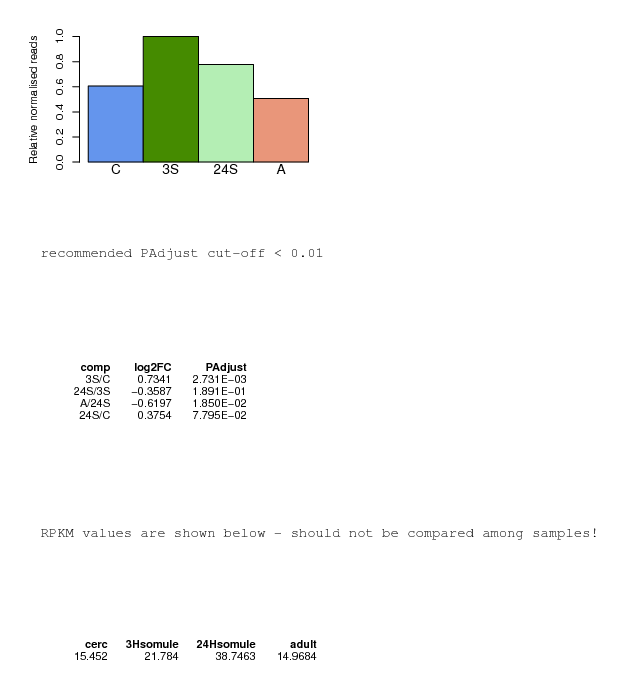 Relative normalised reads
1.0
0.8
0.6
0.4
0.2
0.0
C 3S 24S A
recommended PAdjust cut-off < 0.01
comp log2FC PAdjust
3S/C 0.7341 2.731E-03
24S/3S -0.3587 1.891E-01
A/24S -0.6197 1.850E-02
24S/C 0.3754 7.795E-02
RPKM values are shown below - should not be compared among samples!
cerc 3Hsomule 24Hsomule adult
15.452 21.784 38.7463 14.9684